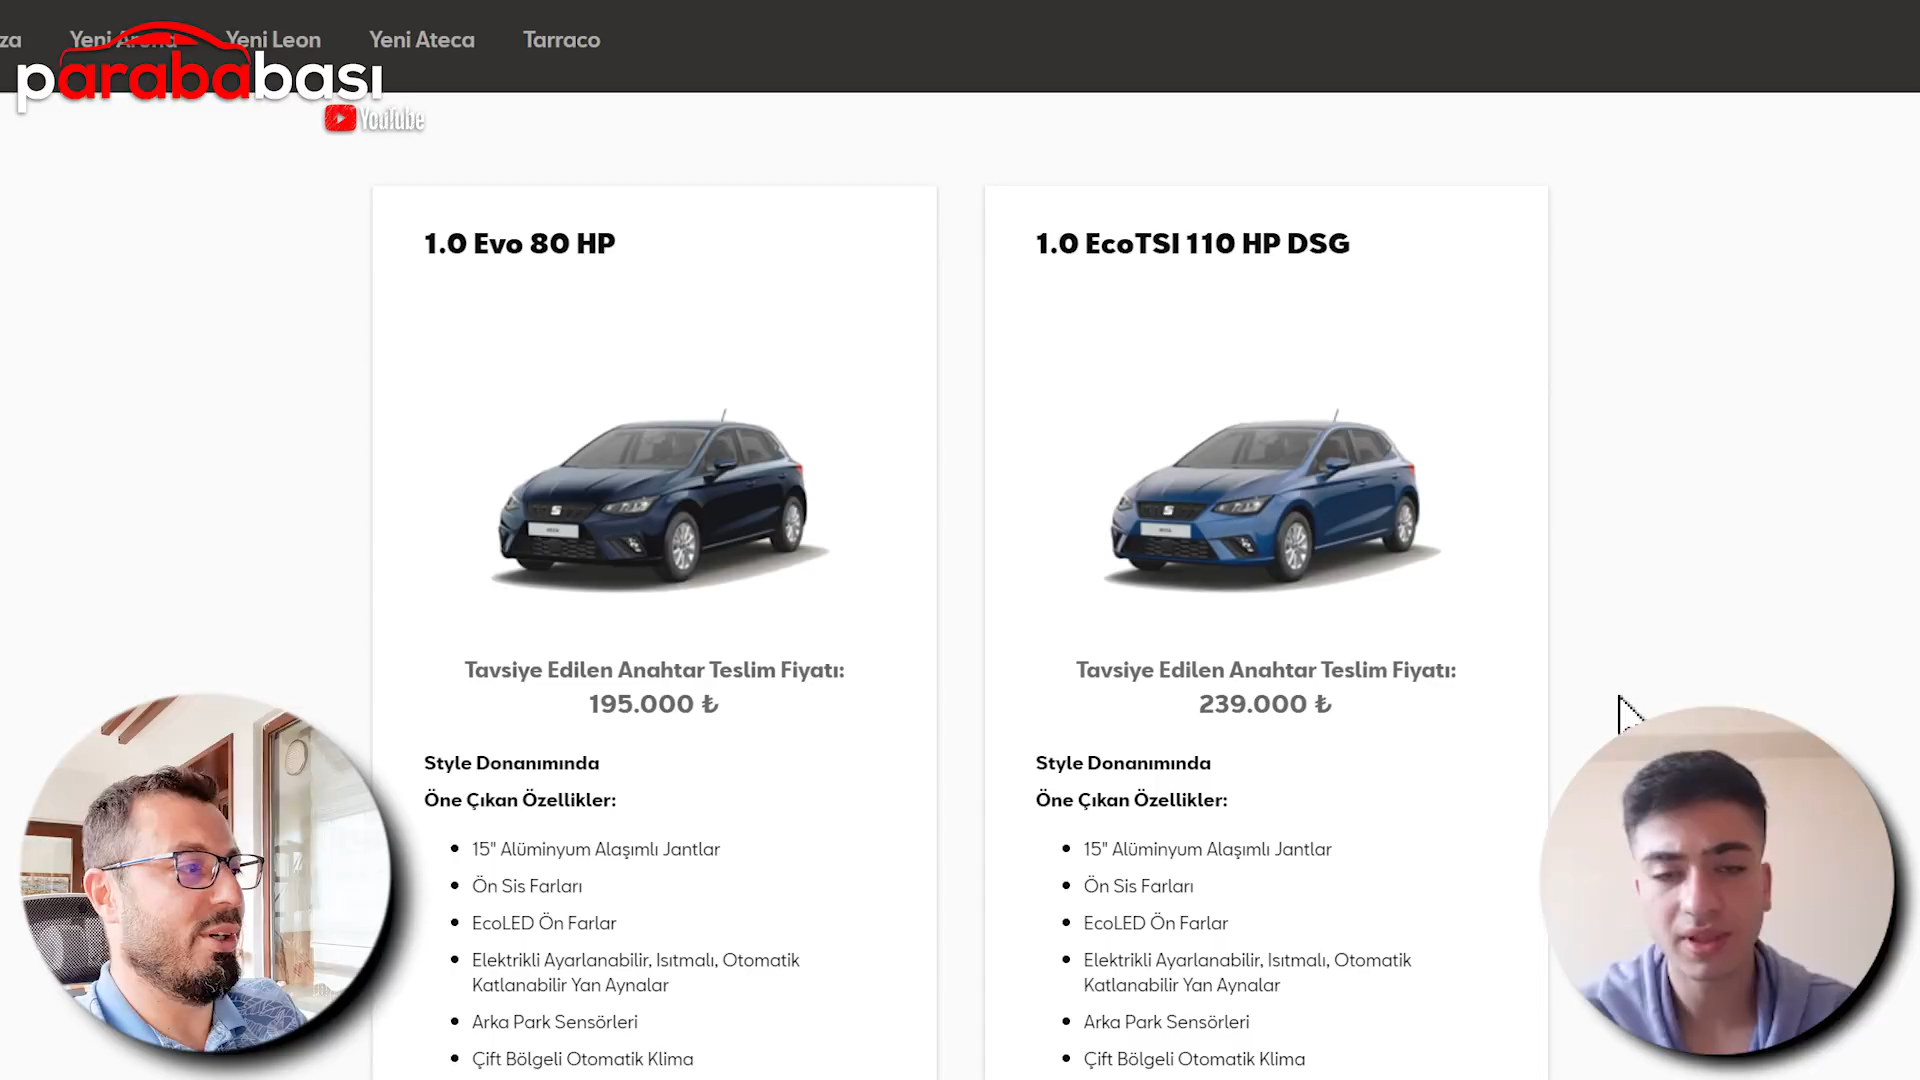 za
Yeni Arona
Yeni Leon
Yeni Ateca
Tarraco
parababası
YouTube
1.0 Evo 80 HP
Tavsiye Edilen Anahtar Teslim Fiyatı:
195.000 ₺
Style Donanımında
Öne Çıkan Özellikler:
15" Alüminyum Alaşımlı Jantlar
Ön Sis Farları
EcoLED Ön Farlar
Elektrikli Ayarlanabilir, Isıtmalı, Otomatik
Katlanabilir Yan Aynalar
Arka Park Sensörleri
Çift Bölgeli Otomatik Klima
1.0 EcoTSI 110 HP DSG
Tavsiye Edilen Anahtar Teslim Fiyatı:
239.000 ₺
Style Donanımında
Öne Çıkan Özellikler:
15" Alüminyum Alaşımlı Jantlar
Ön Sis Farları
EcoLED Ön Farlar
Elektrikli Ayarlanabilir, Isıtmalı, Otomatik
Katlanabilir Yan Aynalar
Arka Park Sensörleri
Çift Bölgeli Otomatik Klima